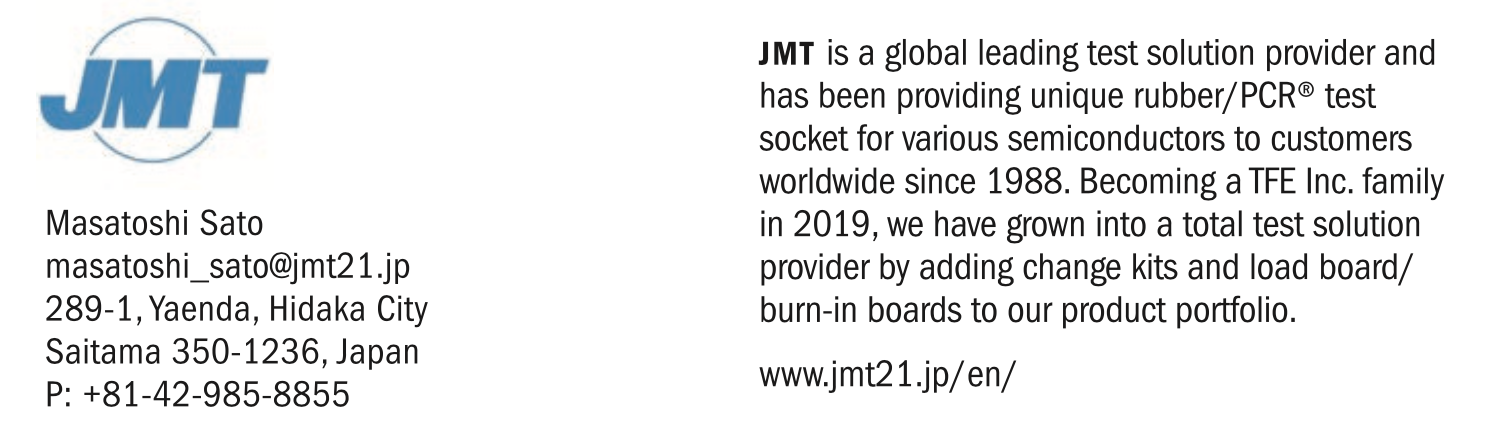 JMT
Masatoshi Sato
masatoshi_sato@jmt21.jp
289-1, Yaenda, Hidaka City
Saitama 350-1236, Japan
P: +81-42-985-8855
JMT is a global leading test solution provider and
has been providing unique rubber/PCR® test
socket for various semiconductors to customers
worldwide since 1988. Becoming a TFE Inc. family
in 2019, we have grown into a total test solution
provider by adding change kits and load board/
burn-in boards to our product portfolio.
www.jmt21.jp/en/